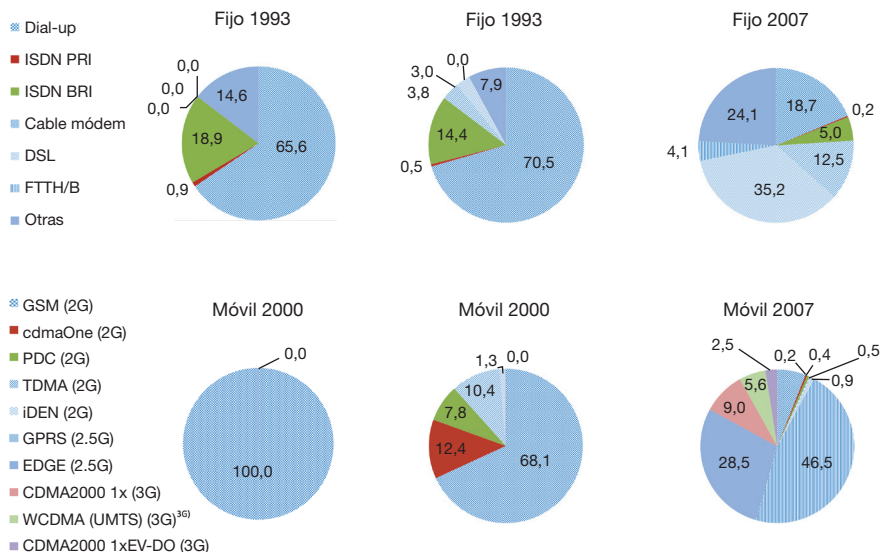 Fijo 1993
Fijo 1993
Fijo 2007
Dial-up
ISDN PRI
ISDN BRI
Cable módem
DSL
FTTH/B
Otras
0,0
0,0
0,0
14,6
18,9
65,6
0,9
0,0
3,0
3,8
7,9
14,4
0,5
70,5
24,1
18,7
0,2
5,0
4,1
12,5
35,2
Móvil 2000
Móvil 2000
Móvil 2007
GSM (2G)
cdmaOne (2G)
PDC (2G)
TDMA (2G)
iDEN (2G)
GPRS (2.5G)
EDGE (2.5G)
CDMA2000 1x (3G)
WCDMA (UMTS) (3G)3G)
CDMA2000 1xEV-DO (3G)
0,0
100,0
1,3
0,0
10,4
7,8
12,4
68,1
2,5
0,2
0,4
0,5
0,9
5,6
9,0
28,5
46,5